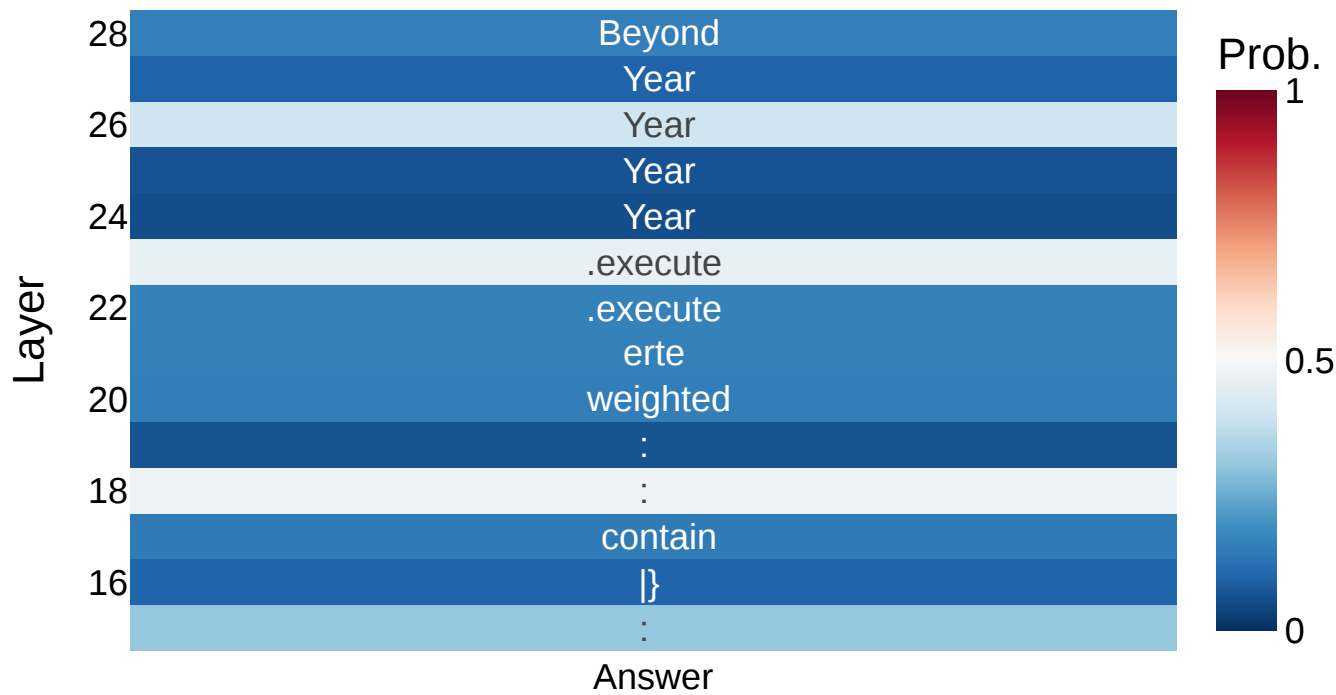 28 Beyond
Prob.
Year
1
26 Year
Year
24 Year
.execute
Layer
22 .execute
erte
0.5
20 weighted
:
18 :
contain
16 |}
:
0
Answer